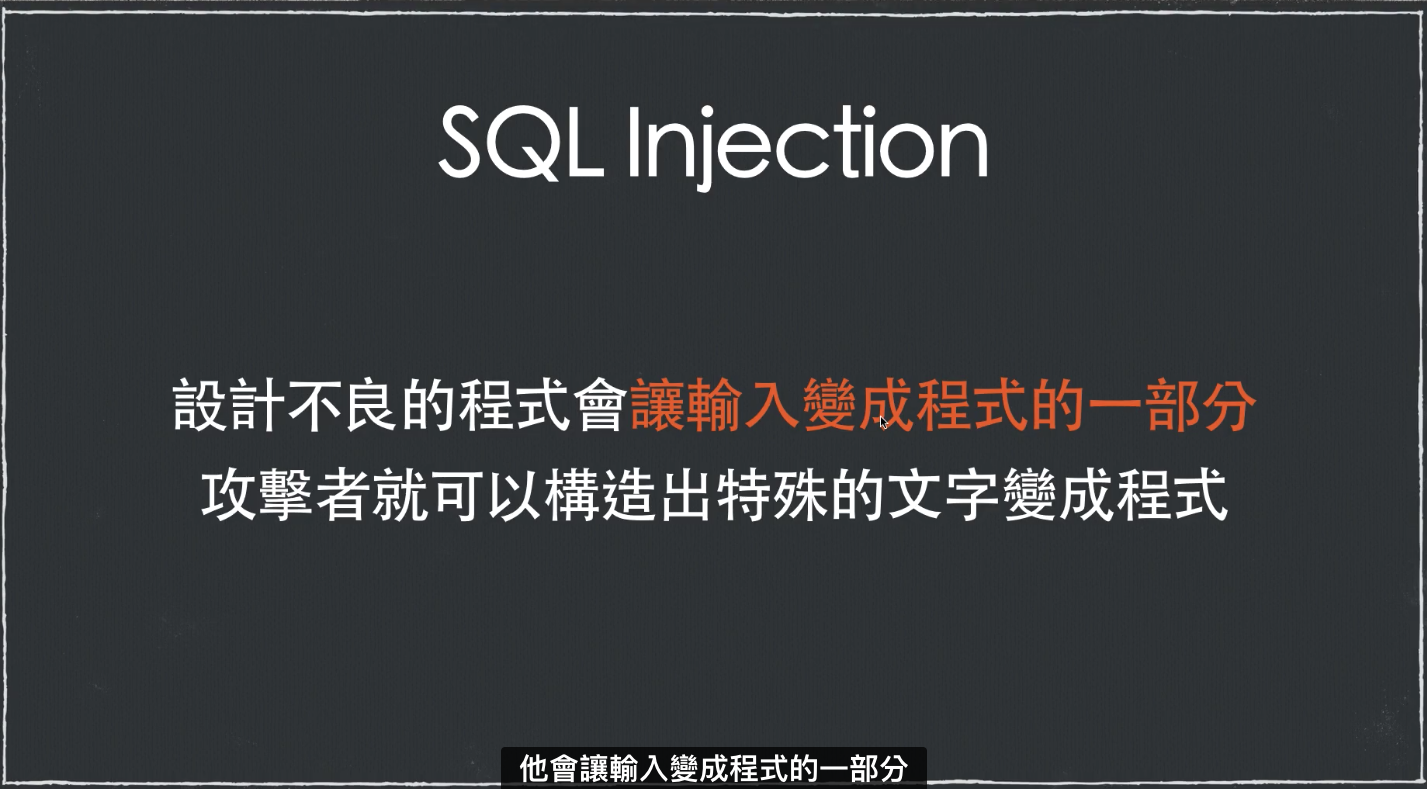 SQL Injection
設計不良的程式會讓輸入變成程式的一部分
攻擊者就可以構造出特殊的文字變成程式
他會讓輸入變成程式的一部分